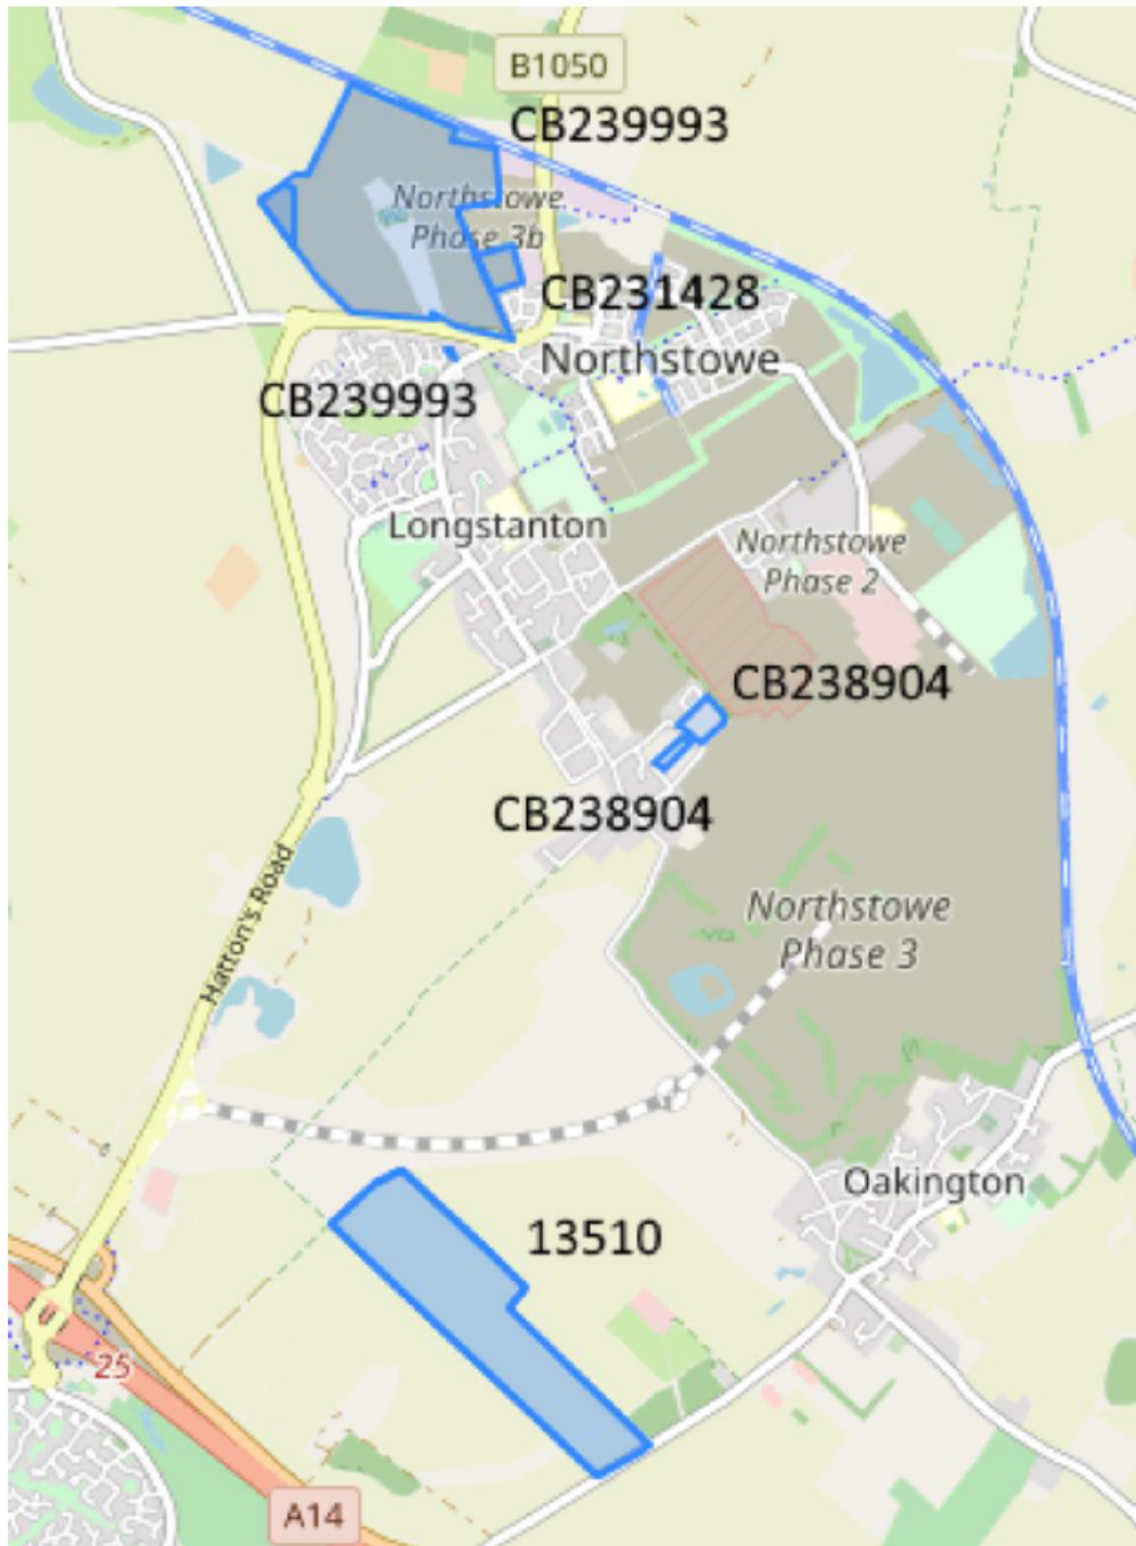 B1050
CB239993
Northstowe
Phase 3b
CB231428
Northstowe
CB239993
Longstanton
Northstowe
Phase 2
CB238904
CB238904
Northstowe
Phase 3
Hatton's Road
Oakington
13510
25
A14